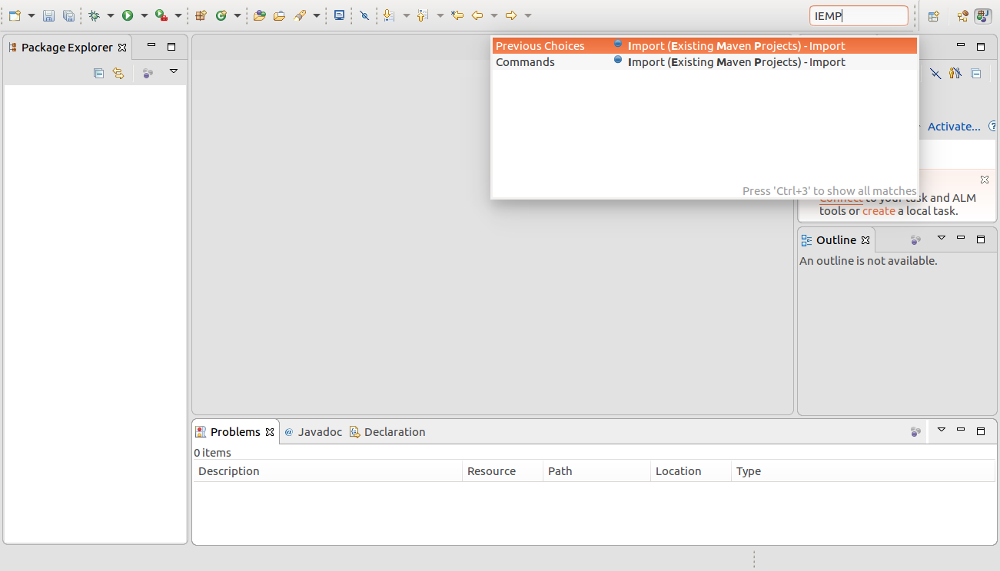 IEMP
Package Explorer
Previous Choices Import (Existing Maven Projects) - Import
Commands Import (Existing Maven Projects) - Import
Activate...
Press 'Ctrl+3' to show all matches
Connect to your task and ALM
tools or create a local task.
Outline
An outline is not available.
Problems @ Javadoc Declaration
0 items
Description Resource Path Location Type